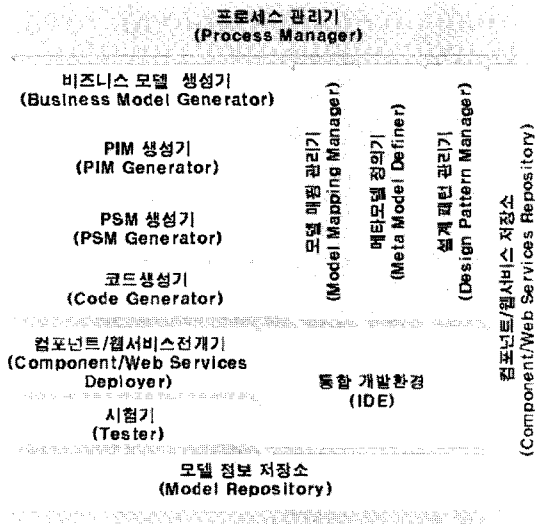 프로세스 관리기
(Process Manager)
비즈니스 모델 생성기
(Business Model Generator)
PIM 생성기
(PIM Generator)
PSM 생성기
(PSM Generator)
코드생성기
(Code Generator)
모델 매핑 관리기
(Model Mapping Manager)
메타모델 정의기
(Meta Model Definer)
설계 패턴 관리기
(Design Pattern Manager)
컴포넌트/웹서비스 저장소
(Component/Web Services Repository)
컴포넌트/웹서비스전개기
(Component/Web Services
Deployer)
시험기
(Tester)
통합 개발환경
(IDE)
모델 정보 저장소
(Model Repository)